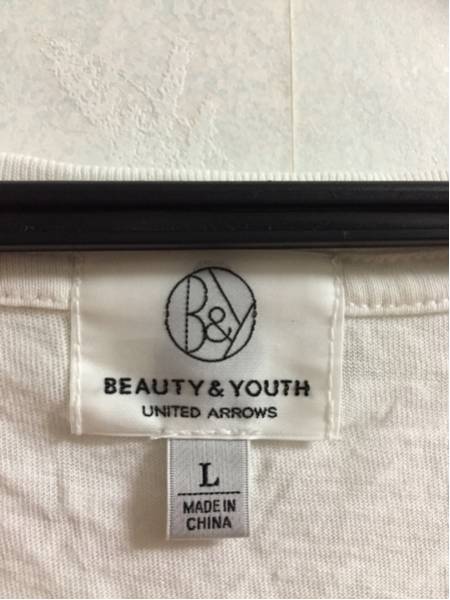 B&Y
BEAUTY & YOUTH
UNITED ARROWS
L
MADE IN
CHINA